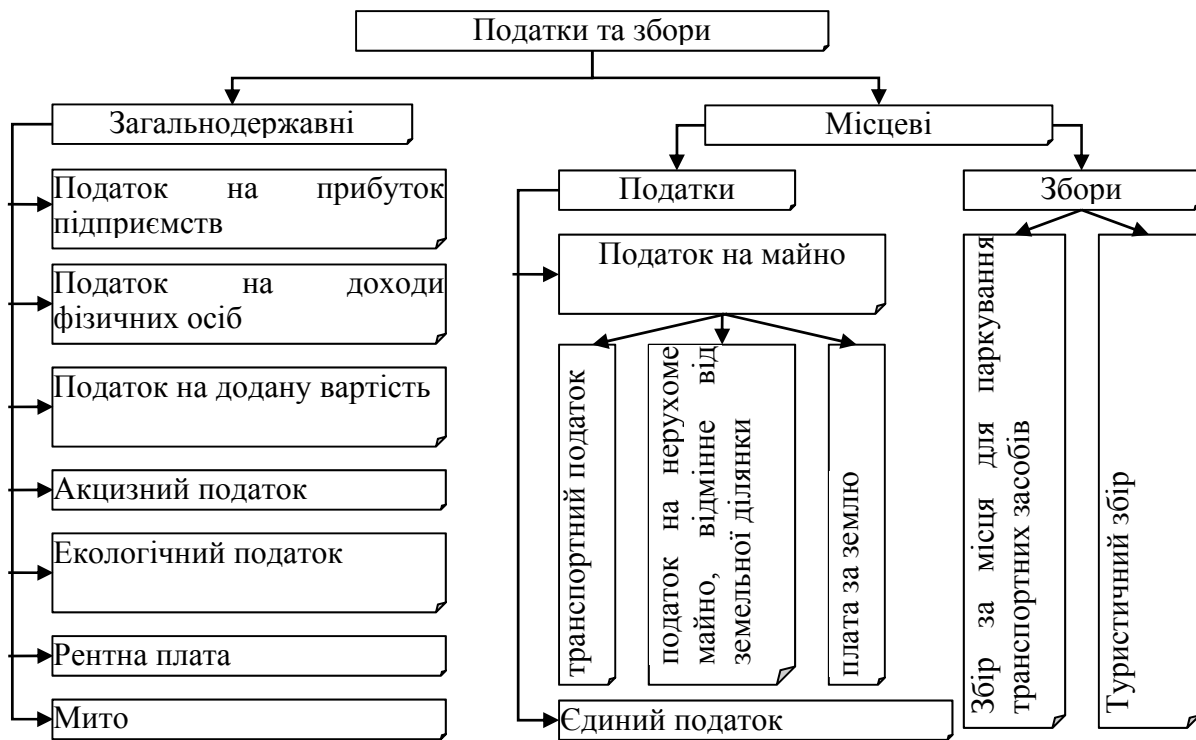 Податки та збори
Загальнодержавні
Податок на прибуток
підприємств
Податок на доходи
фізичних осіб
Податок на додану вартість
Акцизний податок
Екологічний податок
Рентна плата
Мито
Місцеві
Податки
Податок на майно
транспортний податок
податок на нерухоме
майно, відмінне від
земельної ділянки
плата за землю
Єдиний податок
Збори
Збір за місця для паркування
транспортних засобів
Туристичний збір